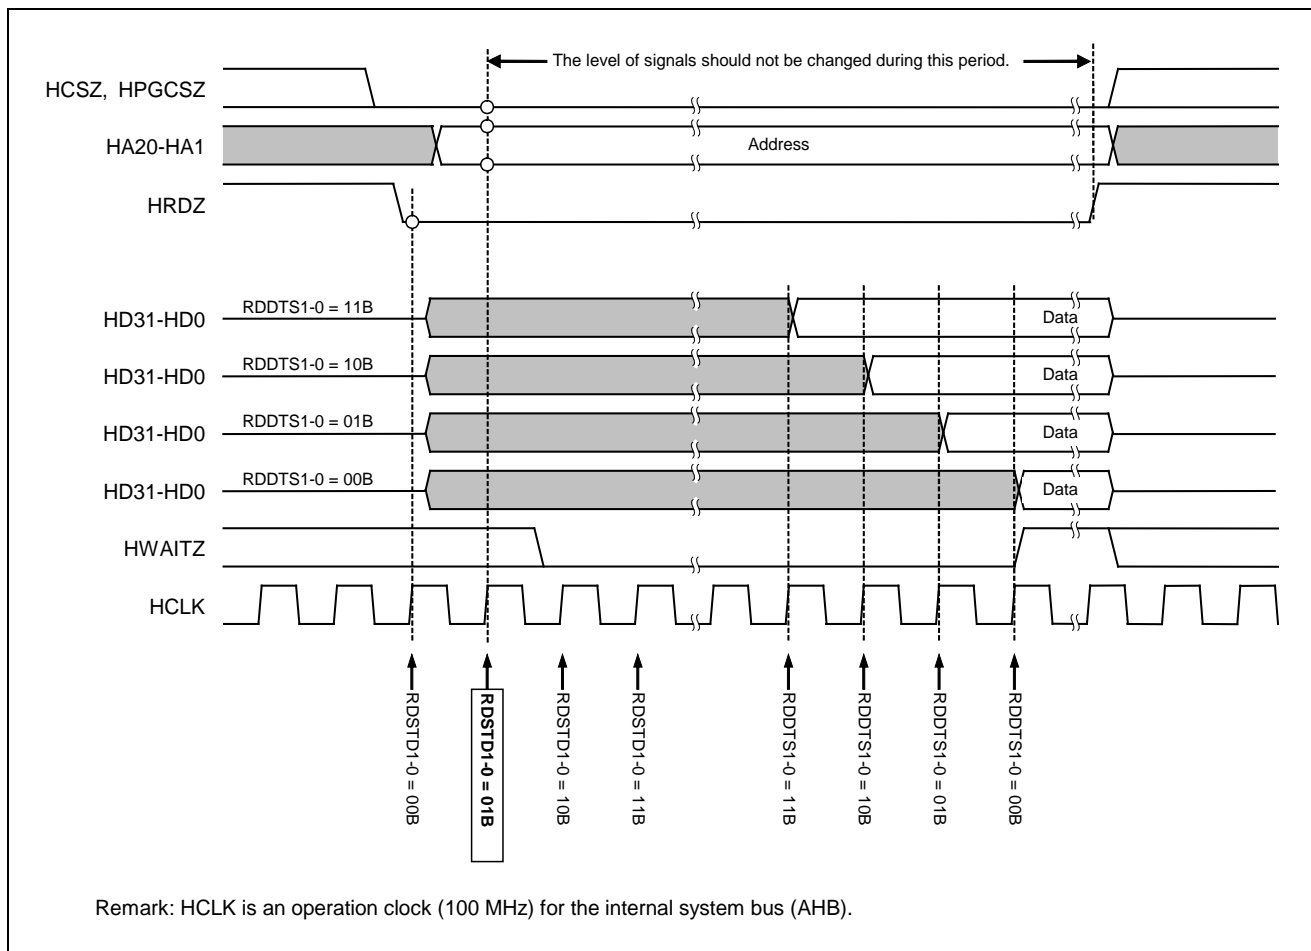 The level of signals should not be changed during this period.
HCSZ, HPGCSZ
HA20-HA1
Address
HRDZ
HD31-HD0
RDDTS1-0 = 11B
Data
HD31-HD0
RDDTS1-0 = 10B
Data
HD31-HD0
RDDTS1-0 = 01B
Data
HD31-HD0
RDDTS1-0 = 00B
Data
HWAITZ
HCLK
RDSTD1-0 = 00B
RDSTD1-0 = 01B
RDSTD1-0 = 10B
RDSTD1-0 = 11B
RDDTS1-0 = 11B
RDDTS1-0 = 10B
RDDTS1-0 = 01B
RDDTS1-0 = 00B
Remark: HCLK is an operation clock (100 MHz) for the internal system bus (AHB).